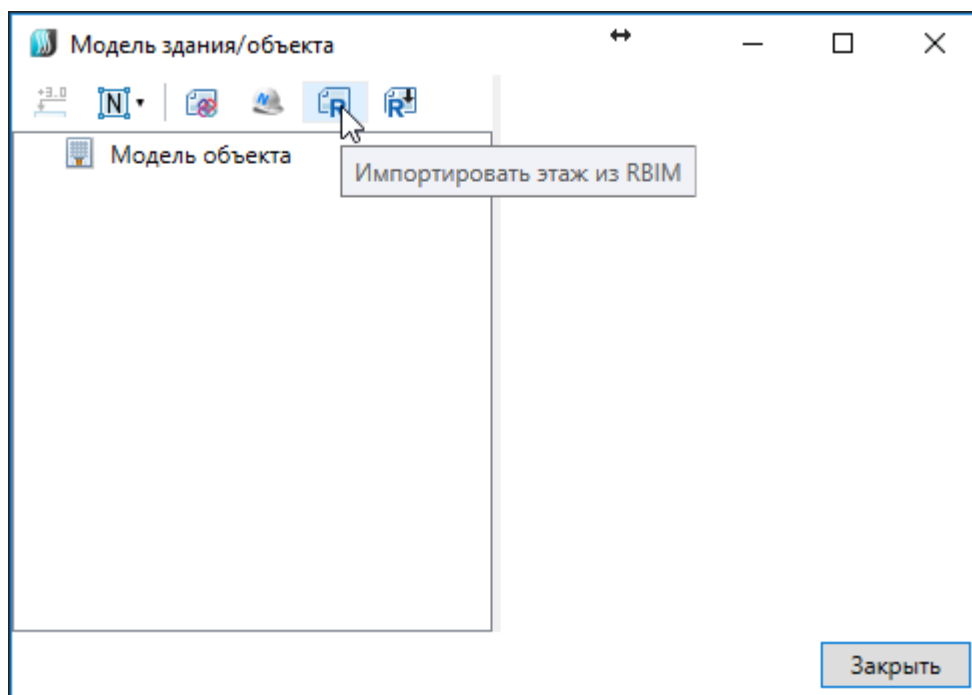 Модель здания/объекта
+3.0
N
N
R
R
Модель объекта
Импортировать этаж из RBIM
Закрыть